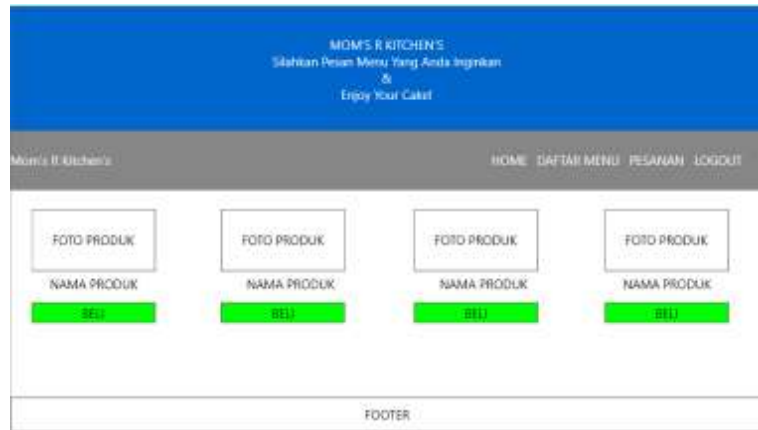 MOM'S R KITCHEN'S
Silahkan Pesan Menu Yang Anda Inginkan
&
Enjoy Your Cake!
Mom's R Kitchen's
HOME DAFTAR MENU PESANAN LOGOUT
FOTO PRODUK FOTO PRODUK FOTO PRODUK FOTO PRODUK
NAMA PRODUK NAMA PRODUK NAMA PRODUK NAMA PRODUK
BELI BELI BELI BELI
FOOTER